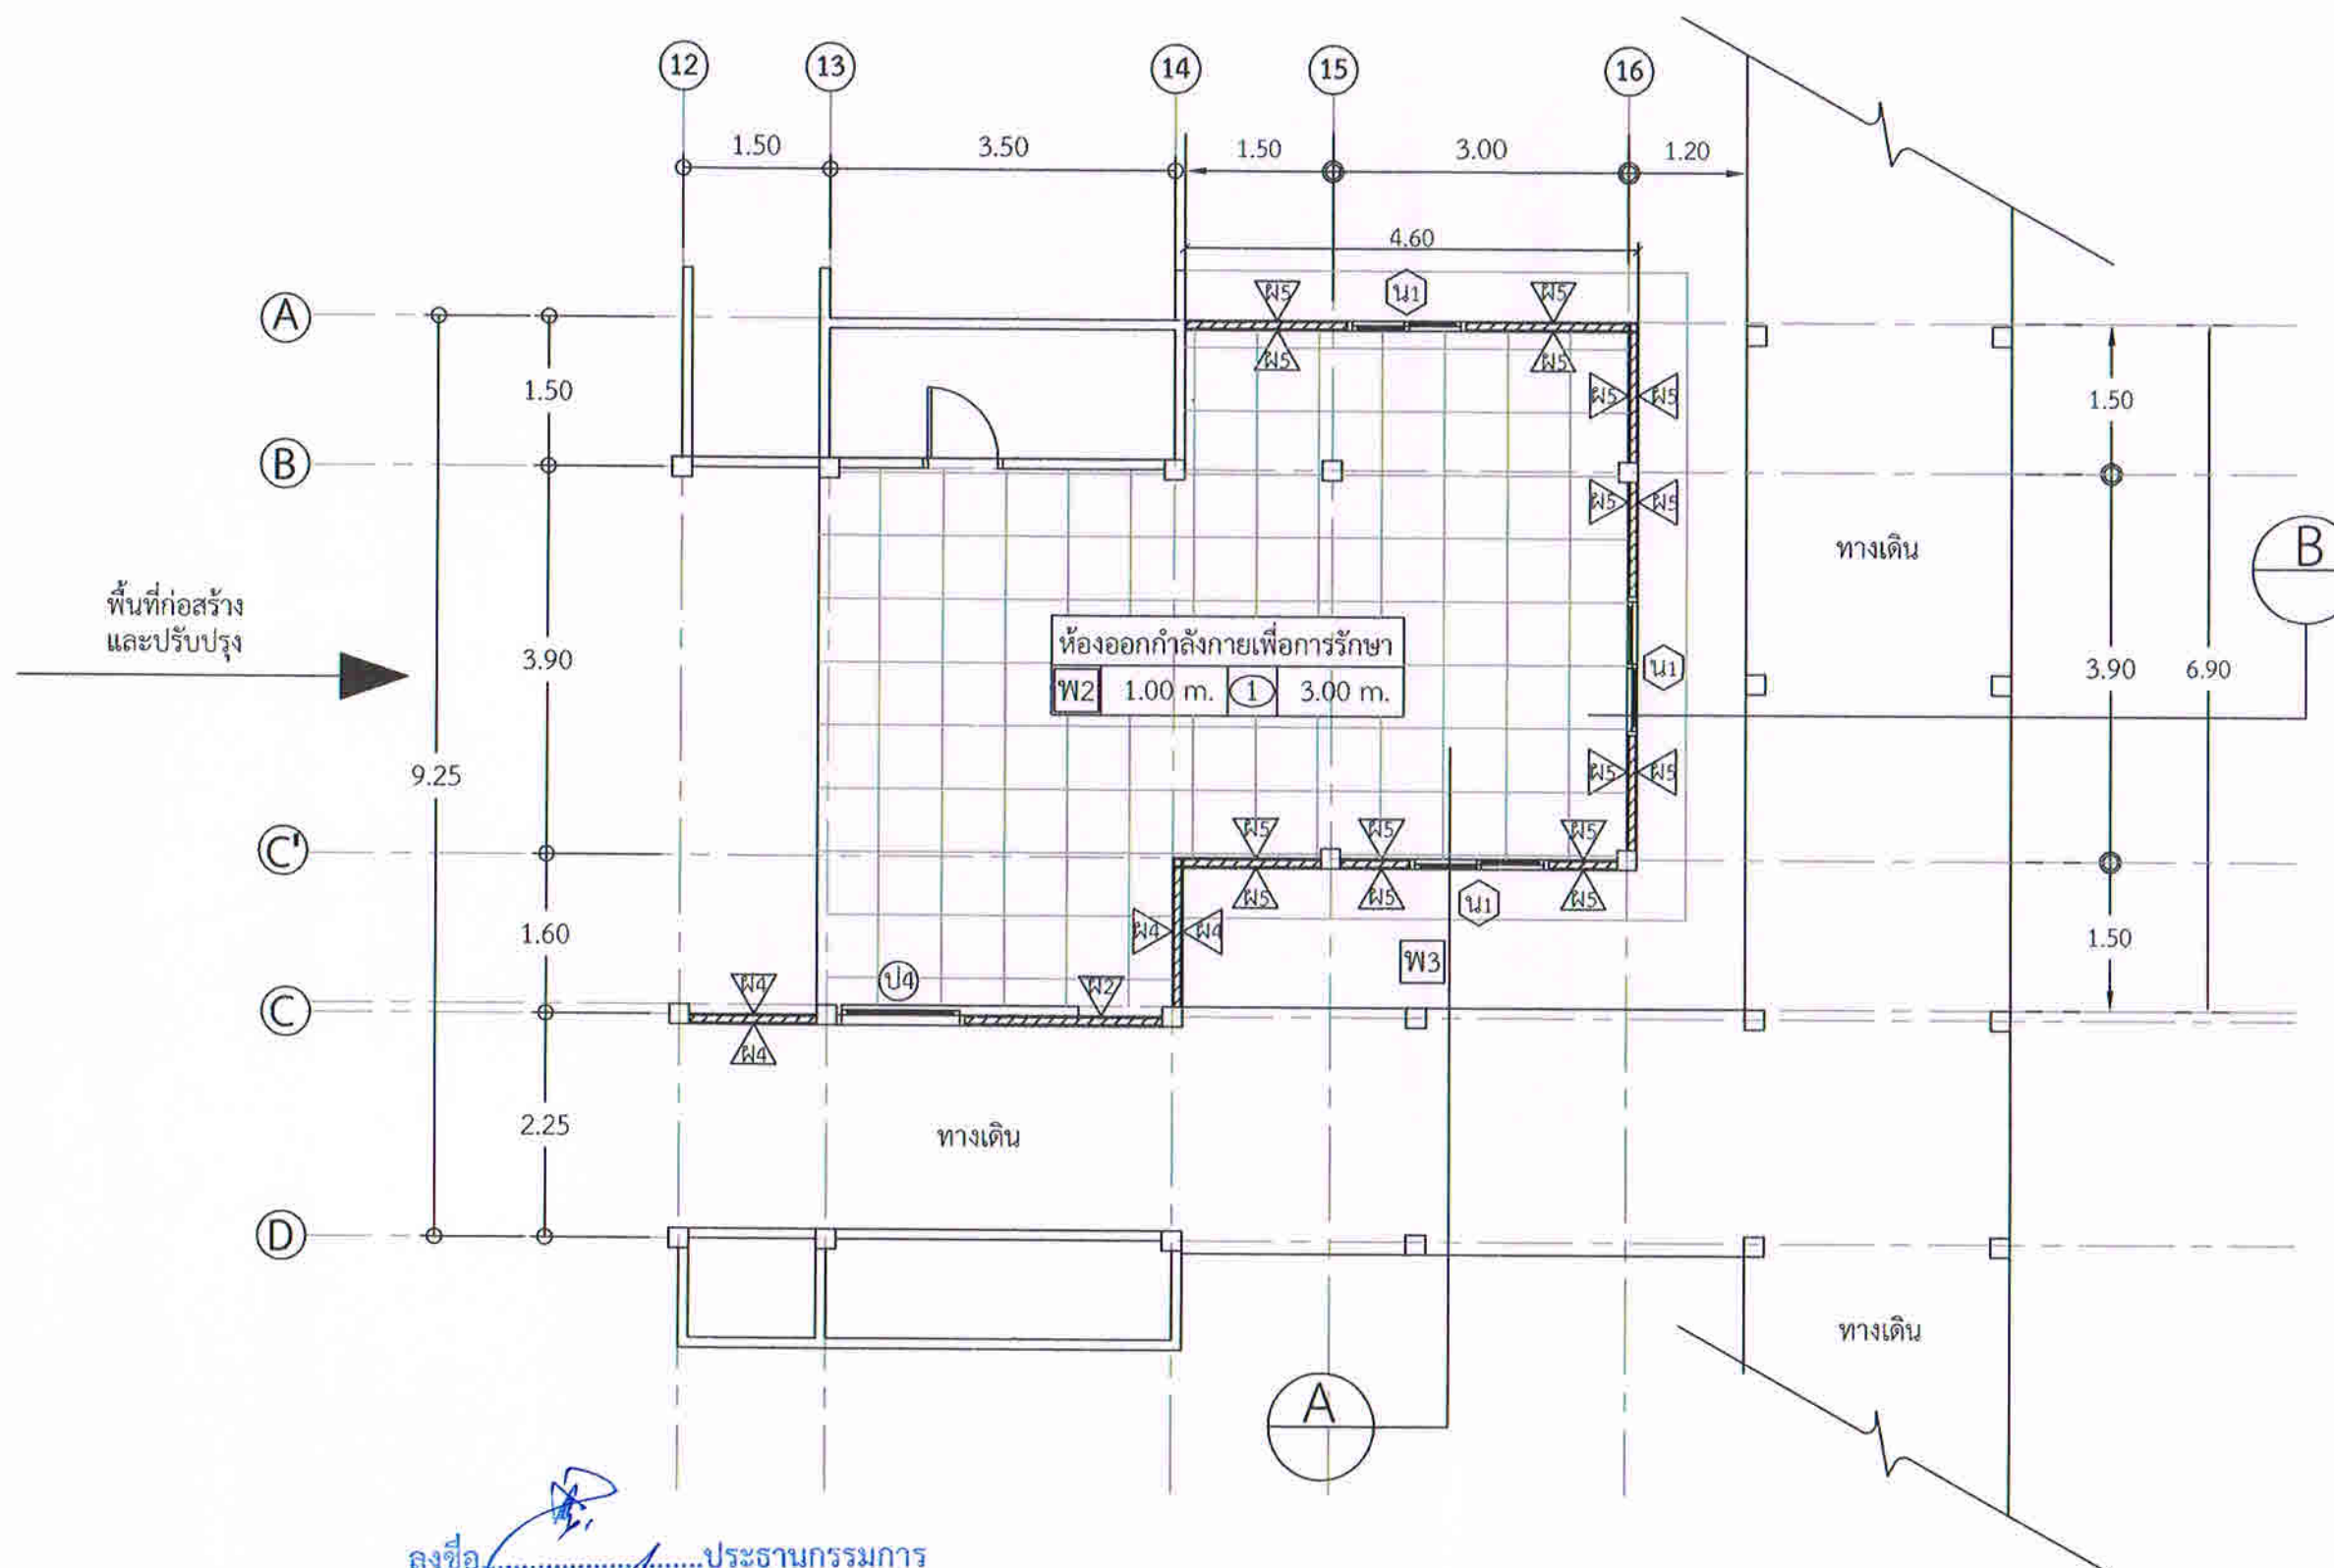 12 13 14 15 16
1.50 3.50 1.50 3.00 1.20
4.60
A
ผ5 น1 ผ5
ผ5 ผ5
1.50
ผ5 ผ5
1.50
B
ผ5 ผ5
ทางเดิน
B
พื้นที่ก่อสร้าง
และปรับปรุง
3.90
ห้องออกกำลังกายเพื่อการรักษา
พ2 1.00 m. 1 3.00 m.
น1
3.90 6.90
9.25
ผ5 ผ5
C'
ผ5 ผ5 ผ5
ผ5 ผ5 ผ5
น1
1.60
ผ4 ผ4
1.50
พ3
ผ4 ป4 ผ2
C
ผ4
2.25
ทางเดิน
D
ทางเดิน
A
ลงชื่อ....................ประธานกรรมการ